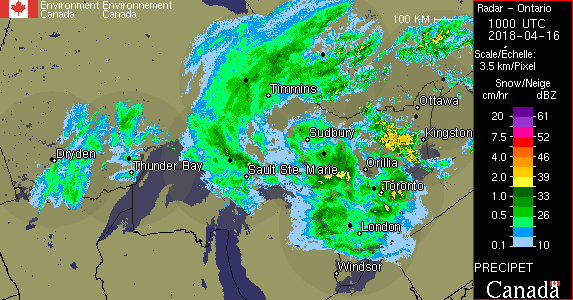 Environment Environnement
Canada Canada
100 KM
Timmins
Ottawa
Sudbury
Kingston
Dryden
Thunder Bay
Sault Ste. Marie
Orillia
Toronto
London
Windsor
Radar - Ontario
1000 UTC
2018-04-16
Scale/Échelle:
3.5 km/Pixel
Snow/Neige
cm/hr dBZ
20 61
7.5 52
4.0 46
2.0 39
1.0 33
0.5 26
0.1 10
PRECIPET
Canada